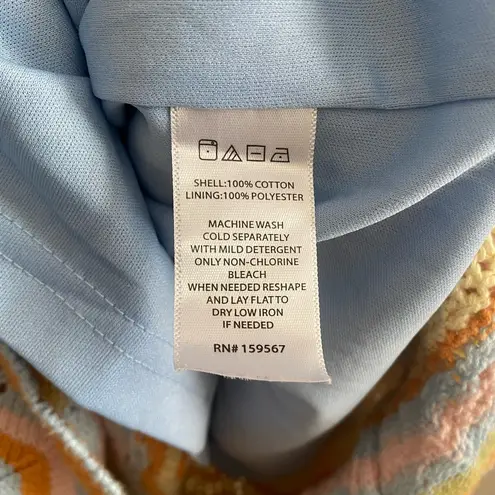 SHELL:100% COTTON
LINING:100% POLYESTER
MACHINE WASH
COLD SEPARATELY
WITH MILD DETERGENT
ONLY NON-CHLORINE
BLEACH
WHEN NEEDED RESHAPE
AND LAY FLAT TO
DRY LOW IRON
IF NEEDED
RN# 159567